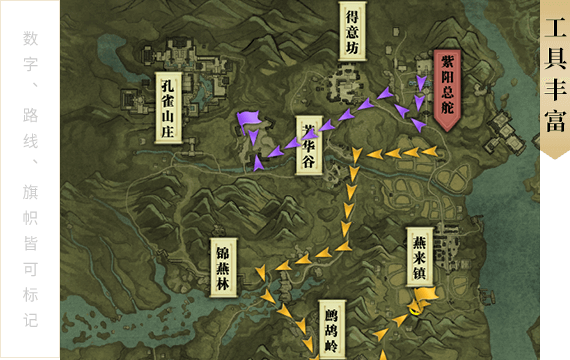 数字、路线、旗帜皆可标记
得意坊
工具丰富
紫阳总舵
孔雀山庄
华谷
燕来镇
锦燕林
鹧鸪岭